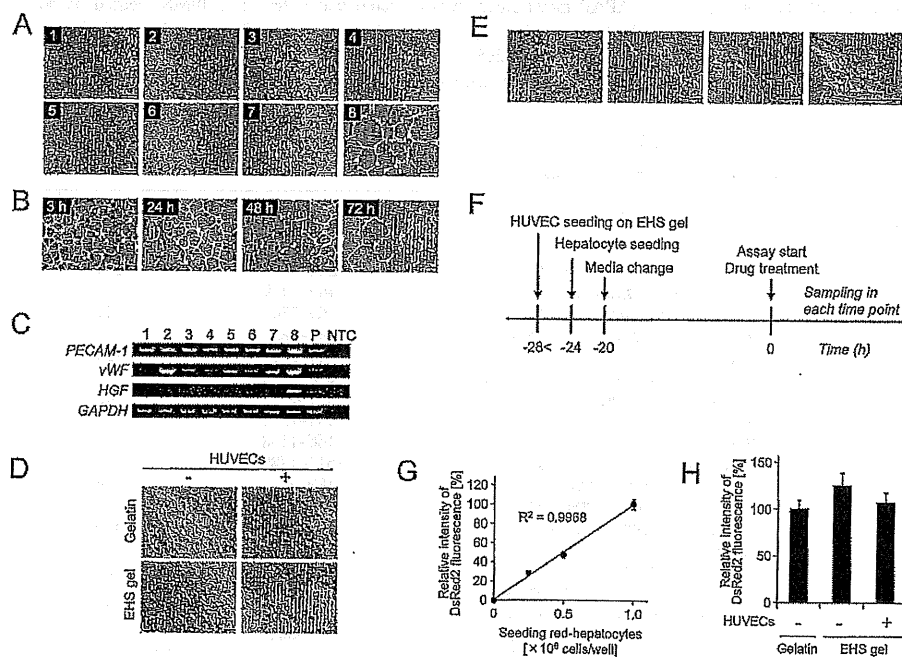 A
1 2 3 4
5 6 7 8
B
3 h 24 h 48 h 72 h
C
1 2 3 4 5 6 7 8 P NTC
PECAM-1
vWF
HGF
GAPDH
D
HUVECs
- +
Gelatin
EHS gel
E
F
HUVEC seeding on EHS gel
Hepatocyte seeding
Media change
Assay start
Drug treatment
Sampling in
each time point
-28< -24 -20 0 Time (h)
G
Relative intensity of
DsRed2 fluorescence [%]
120
100
80
60
40
20
0
R² = 0.9968
0 0.5 1.0
Seeding red-hepatocytes
[×10⁶ cells/well]
H
Relative intensity of
DsRed2 fluorescence [%]
150
100
50
0
HUVECs - - +
Gelatin EHS gel